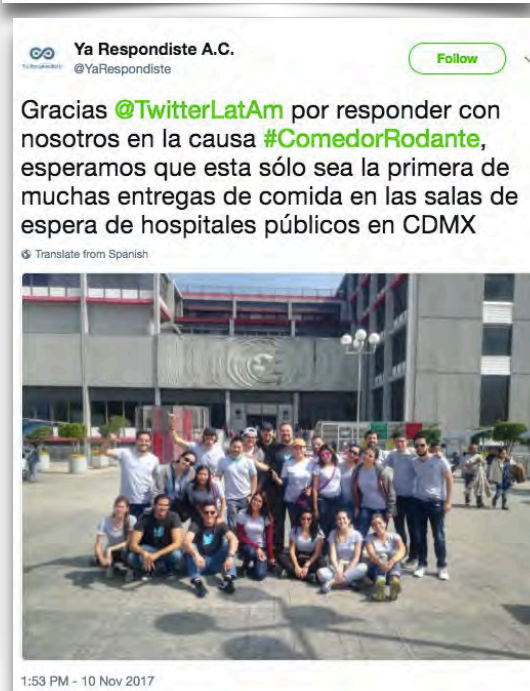 Ya Respondiste A.C.
@YaRespondiste
Follow
Gracias @TwitterLatAm por responder con
nosotros en la causa #ComedorRodante,
esperamos que esta sólo sea la primera de
muchas entregas de comida en las salas de
espera de hospitales públicos en CDMX
Translate from Spanish
1:53 PM - 10 Nov 2017